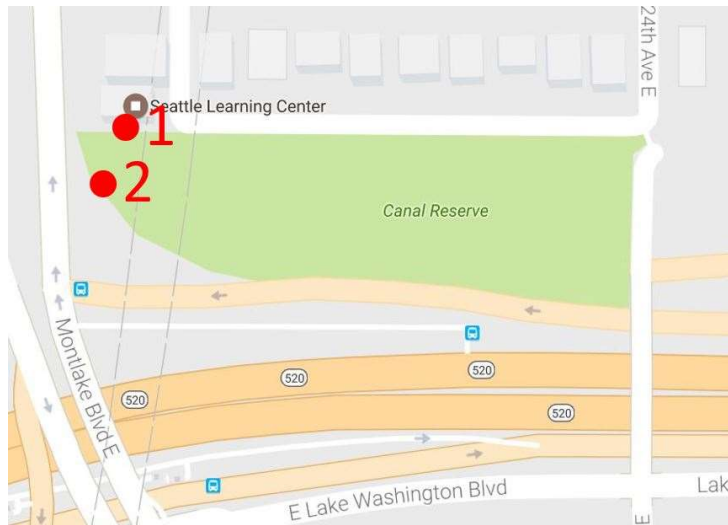 24th Ave E
Seattle Learning Center
1
2
Canal Reserve
Montlake Blvd E
520
520
520
520
520
E Lake Washington Blvd
Lak
E
E